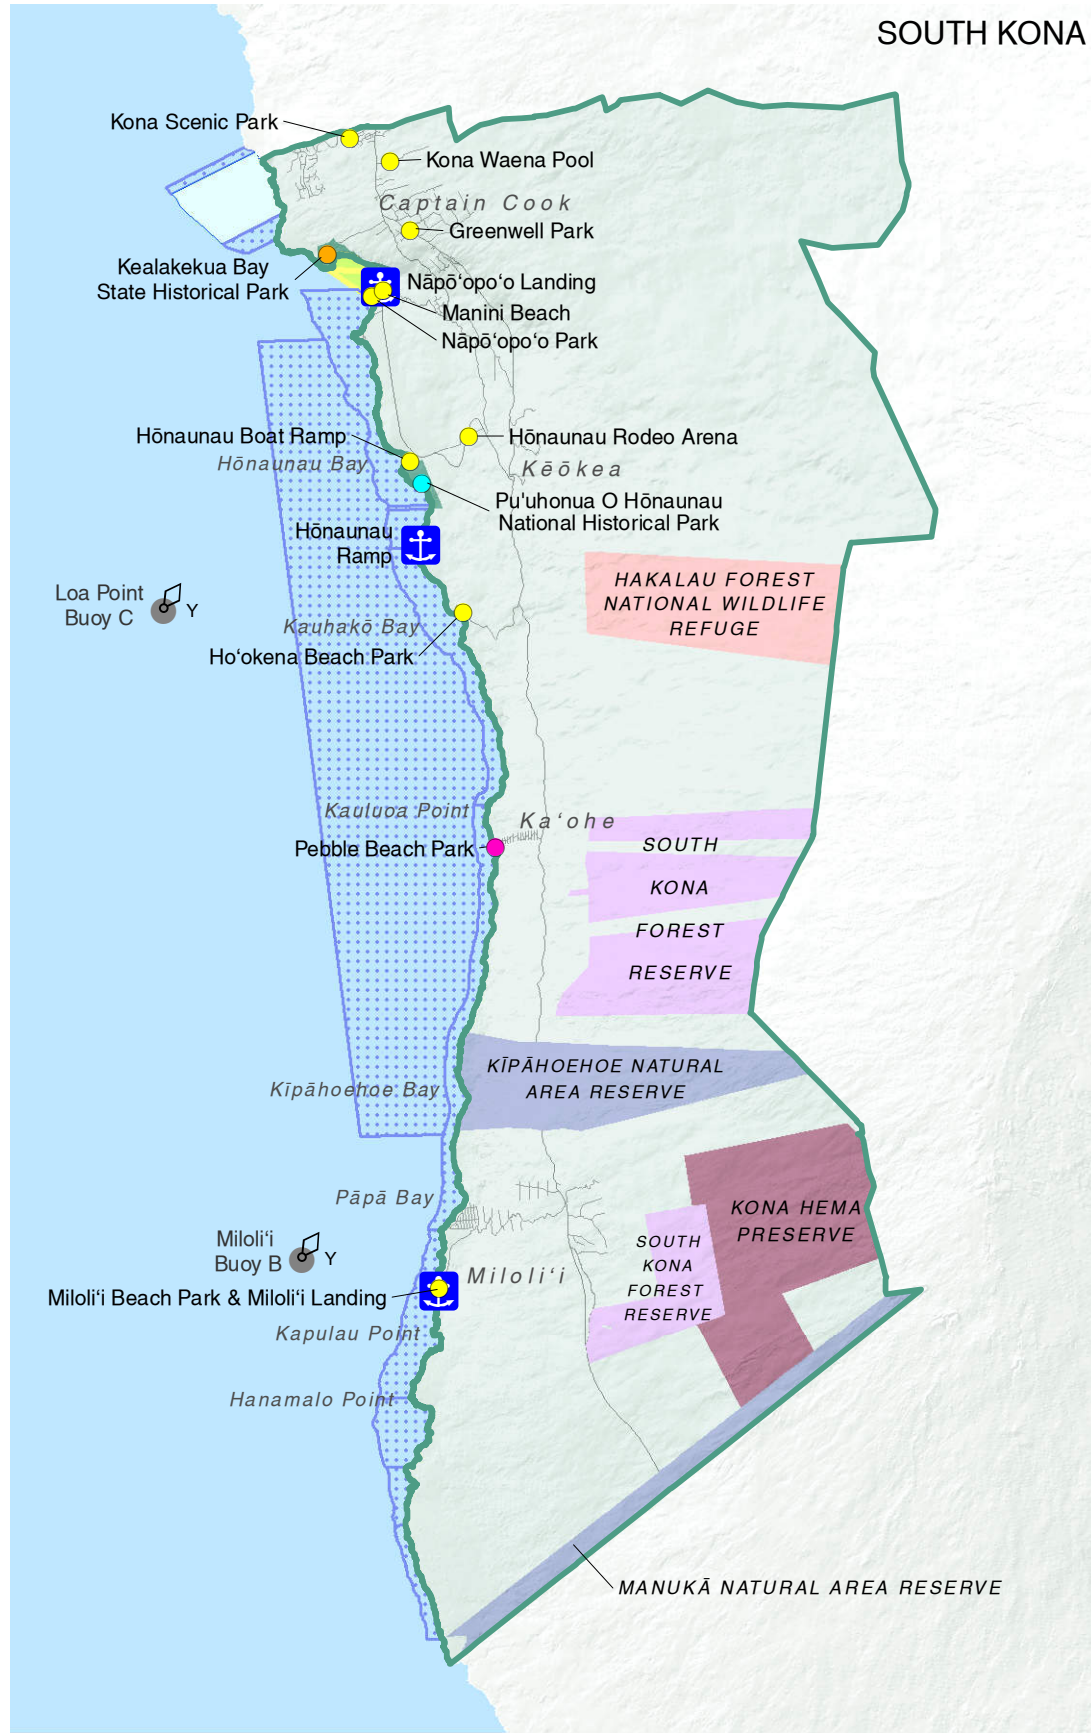 SOUTH KONA
Kona Scenic Park
Kona Waena Pool
Captain Cook
Greenwell Park
Kealakekua Bay
State Historical Park
Nāpōʻopoʻo Landing
Manini Beach
Nāpōʻopoʻo Park
Hōnaunau Boat Ramp
Hōnaunau Rodeo Arena
Hōnaunau Bay
Kēōkea
Pu'uhonua O Hōnaunau
National Historical Park
Hōnaunau
Ramp
HAKALAU FOREST
NATIONAL WILDLIFE
REFUGE
Loa Point
Buoy C
Y
Kauhakō Bay
Hoʻokena Beach Park
Kauluoa Point
Kaʻohe
Pebble Beach Park
SOUTH
KONA
FOREST
RESERVE
KĪPĀHOEHOE NATURAL
AREA RESERVE
Kīpāhoehoe Bay
Pāpā Bay
KONA HEMA
PRESERVE
Miloliʻi
Buoy B
Y
SOUTH
KONA
FOREST
RESERVE
Miloliʻi
Miloliʻi Beach Park & Miloliʻi Landing
Kapulau Point
Hanamalo Point
MANUKĀ NATURAL AREA RESERVE